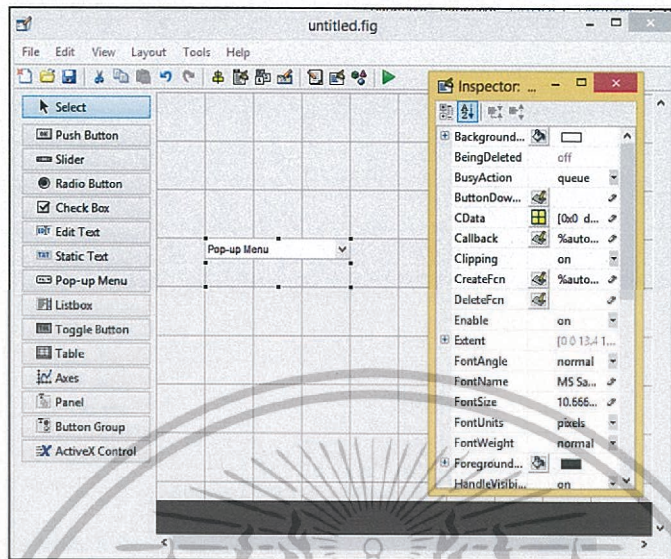 untitled.fig
File Edit View Layout Tools Help
Select
Push Button
Slider
Radio Button
Check Box
Edit Text
Static Text
Pop-up Menu
Listbox
Toggle Button
Table
Axes
Panel
Button Group
ActiveX Control
Pop-up Menu
Inspector: ...
Background...
BeingDeleted off
BusyAction queue
ButtonDow...
CData [0x0 d...
Callback %auto...
Clipping on
CreateFcn %auto...
DeleteFcn
Enable on
Extent [0 0 13.4 1...
FontAngle normal
FontName MS Sa...
FontSize 10.666...
FontUnits pixels
FontWeight normal
Foreground...
HandleVisibi... on